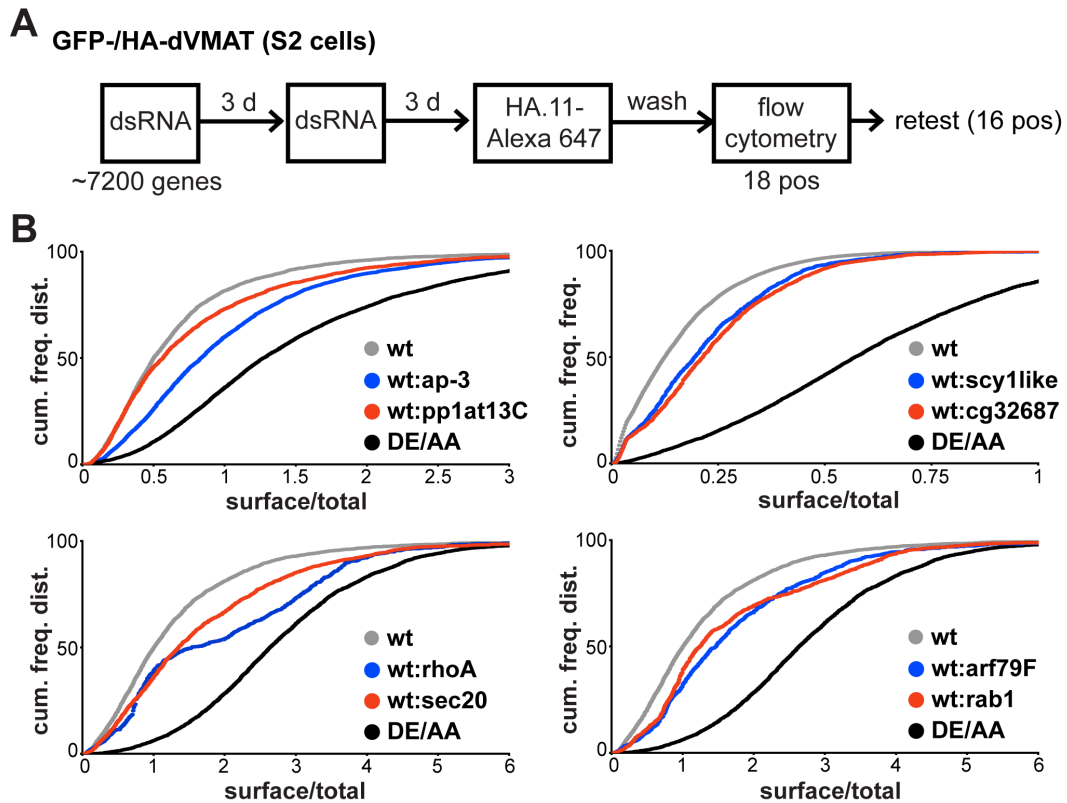 A
GFP-/HA-dVMAT (S2 cells)
dsRNA
3 d
dsRNA
3 d
HA.11-
Alexa 647
wash
flow
cytometry
retest (16 pos)
~7200 genes
18 pos
B
cum. freq. dist.
100
50
0
0 0.5 1 1.5 2 2.5 3
surface/total
wt
wt:ap-3
wt:pp1at13C
DE/AA
cum. freq. freq.
100
50
0
0 0.25 0.5 0.75 1
surface/total
wt
wt:scy1like
wt:cg32687
DE/AA
cum. freq. dist.
100
50
0
0 1 2 3 4 5 6
surface/total
wt
wt:rhoA
wt:sec20
DE/AA
cum. freq. dist.
100
50
0
0 1 2 3 4 5 6
surface/total
wt
wt:arf79F
wt:rab1
DE/AA